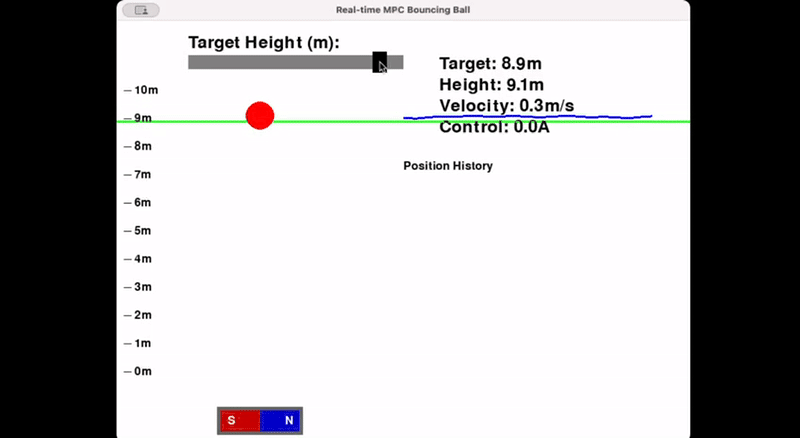 Real-time MPC Bouncing Ball
Target Height (m):
Target: 8.9m
Height: 9.1m
Velocity: 0.3m/s
Control: 0.0A
Position History
10m
9m
8m
7m
6m
5m
4m
3m
2m
1m
0m
S N